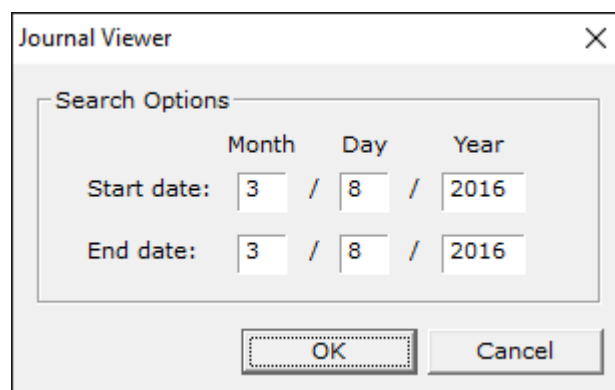 Journal Viewer
Search Options
Month Day Year
Start date: 3 / 8 / 2016
End date: 3 / 8 / 2016
OK Cancel